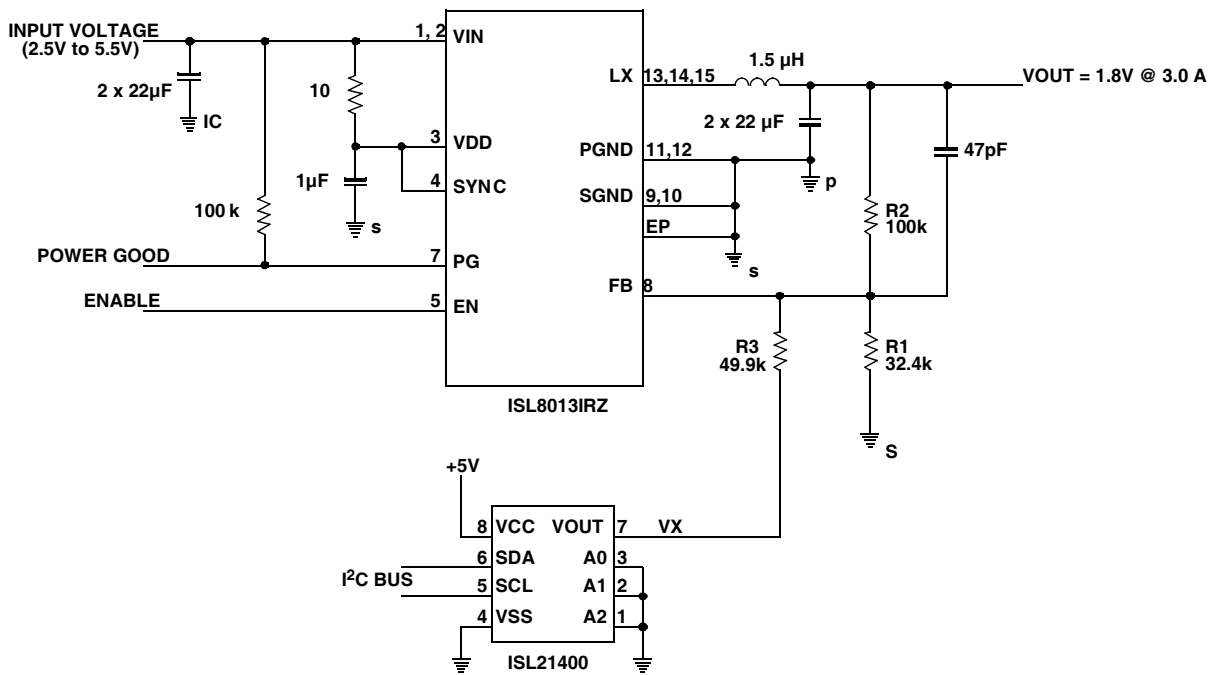 INPUT VOLTAGE
(2.5V to 5.5V)
1, 2 VIN
2 x 22µF
IC
10
3 VDD
4 SYNC
1µF
s
100 k
POWER GOOD
7 PG
ENABLE
5 EN
LX 13,14,15
1.5 µH
VOUT = 1.8V @ 3.0 A
2 x 22 µF
PGND 11,12
p
47pF
SGND 9,10
EP
s
R2
100k
FB 8
R3
49.9k
R1
32.4k
S
ISL8013IRZ
+5V
8 VCC VOUT 7 VX
6 SDA A0 3
I²C BUS
5 SCL A1 2
4 VSS A2 1
ISL21400